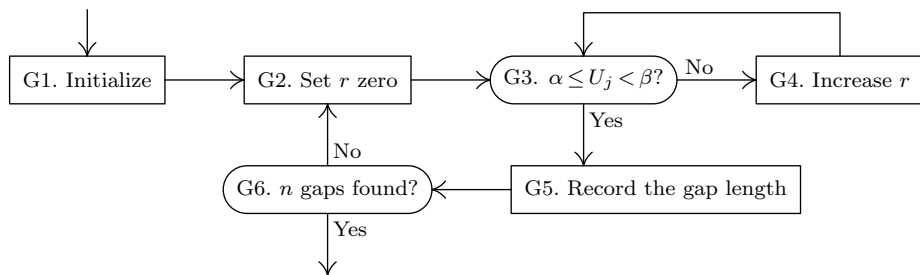 G1. Initialize
G2. Set r zero
G3. α ≤ U_j < β?
No
G4. Increase r
Yes
No
G6. n gaps found?
G5. Record the gap length
Yes